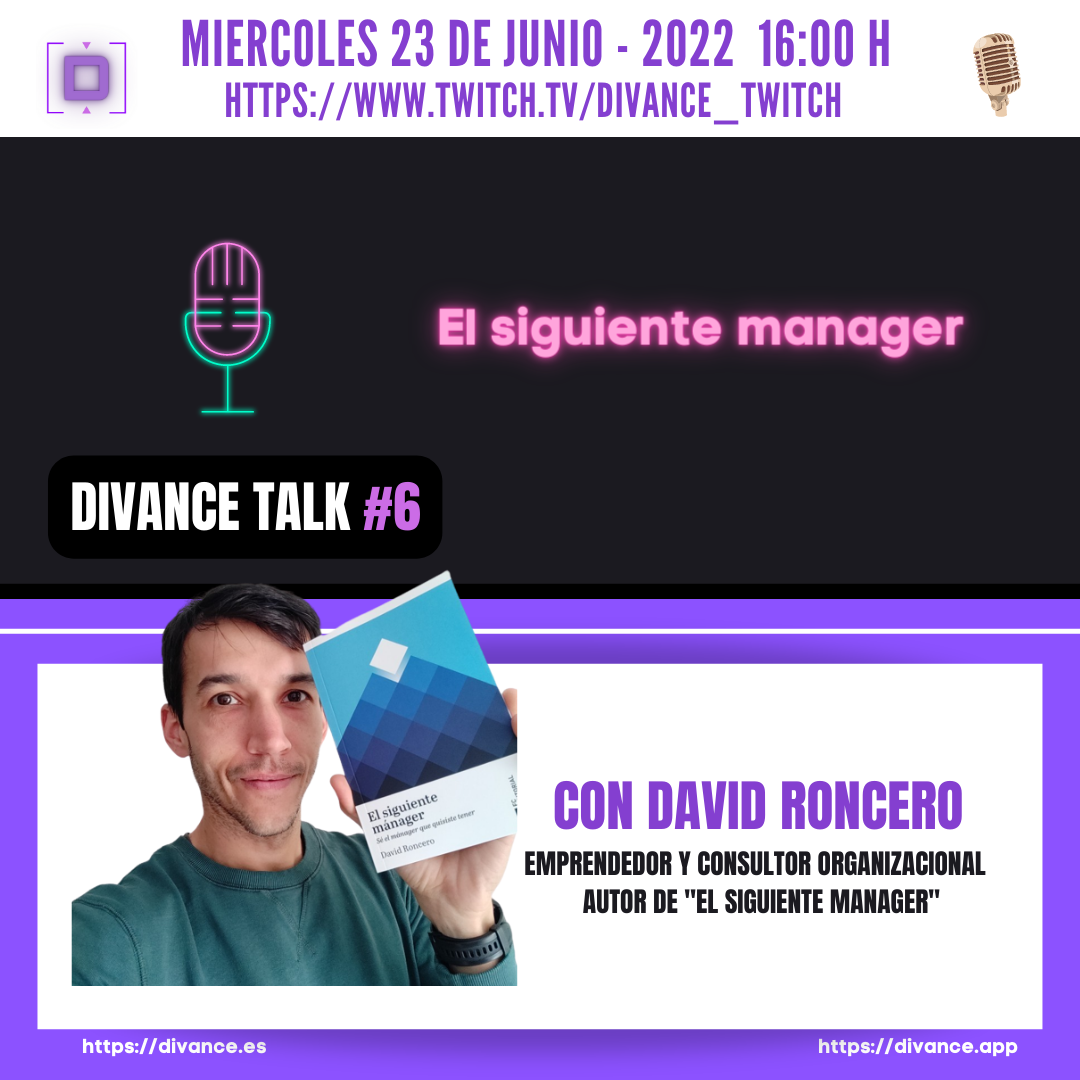 MIERCOLES 23 DE JUNIO - 2022 16:00 H
HTTPS://WWW.TWITCH.TV/DIVANCE_TWITCH
D
El siguiente manager
DIVANCE TALK #6
El siguiente
mánager
Sé el mánager que quisiste tener
David Roncero
CON DAVID RONCERO
EMPRENDEDOR Y CONSULTOR ORGANIZACIONAL
AUTOR DE "EL SIGUIENTE MANAGER"
https://divance.es
https://divance.app